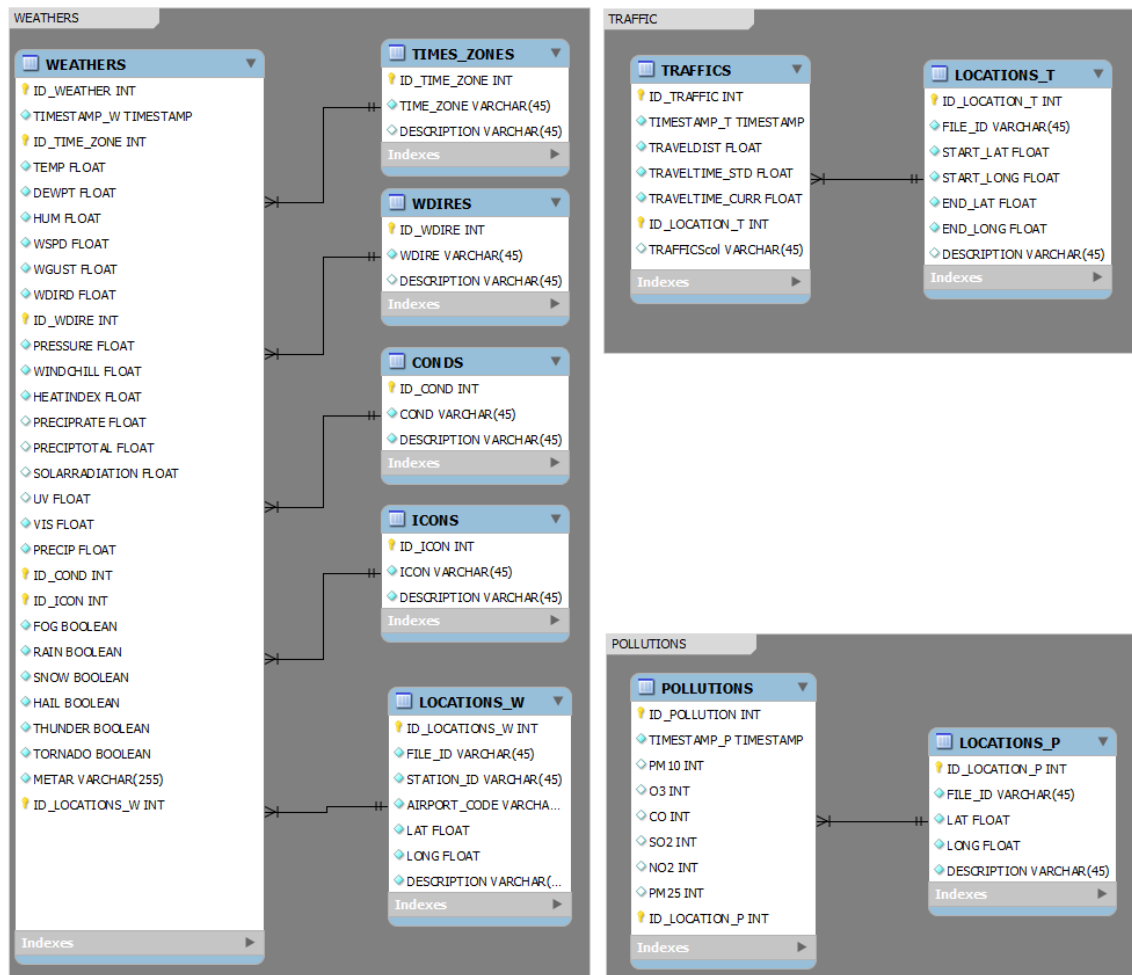 WEATHERS
WEATHERS
ID_WEATHER INT
TIMESTAMP_W TIMESTAMP
ID_TIME_ZONE INT
TEMP FLOAT
DEWPT FLOAT
HUM FLOAT
WSPD FLOAT
WGUST FLOAT
WDIRD FLOAT
ID_WDIRE INT
PRESSURE FLOAT
WINDCHILL FLOAT
HEATINDEX FLOAT
PRECIPRATE FLOAT
PRECIPTOTAL FLOAT
SOLARRADIATION FLOAT
UV FLOAT
VIS FLOAT
PRECIP FLOAT
ID_COND INT
ID_ICON INT
FOG BOOLEAN
RAIN BOOLEAN
SNOW BOOLEAN
HAIL BOOLEAN
THUNDER BOOLEAN
TORNADO BOOLEAN
METAR VARCHAR(255)
ID_LOCATIONS_W INT
Indexes
TIMES_ZONES
ID_TIME_ZONE INT
TIME_ZONE VARCHAR(45)
DESCRIPTION VARCHAR(45)
Indexes
WDIRES
ID_WDIRE INT
WDIRE VARCHAR(45)
DESCRIPTION VARCHAR(45)
Indexes
CONDS
ID_COND INT
COND VARCHAR(45)
DESCRIPTION VARCHAR(45)
Indexes
ICONS
ID_ICON INT
ICON VARCHAR(45)
DESCRIPTION VARCHAR(45)
Indexes
LOCATIONS_W
ID_LOCATIONS_W INT
FILE_ID VARCHAR(45)
STATION_ID VARCHAR(45)
AIRPORT_CODE VARCHA...
LAT FLOAT
LONG FLOAT
DESCRIPTION VARCHAR(...
Indexes
TRAFFIC
TRAFFICS
ID_TRAFFIC INT
TIMESTAMP_T TIMESTAMP
TRAVELDIST FLOAT
TRAVELTIME_STD FLOAT
TRAVELTIME_CURR FLOAT
ID_LOCATION_T INT
TRAFFICScol VARCHAR(45)
Indexes
LOCATIONS_T
ID_LOCATION_T INT
FILE_ID VARCHAR(45)
START_LAT FLOAT
START_LONG FLOAT
END_LAT FLOAT
END_LONG FLOAT
DESCRIPTION VARCHAR(45)
Indexes
POLLUTIONS
POLLUTIONS
ID_POLLUTION INT
TIMESTAMP_P TIMESTAMP
PM10 INT
O3 INT
CO INT
SO2 INT
NO2 INT
PM25 INT
ID_LOCATION_P INT
Indexes
LOCATIONS_P
ID_LOCATION_P INT
FILE_ID VARCHAR(45)
LAT FLOAT
LONG FLOAT
DESCRIPTION VARCHAR(45)
Indexes